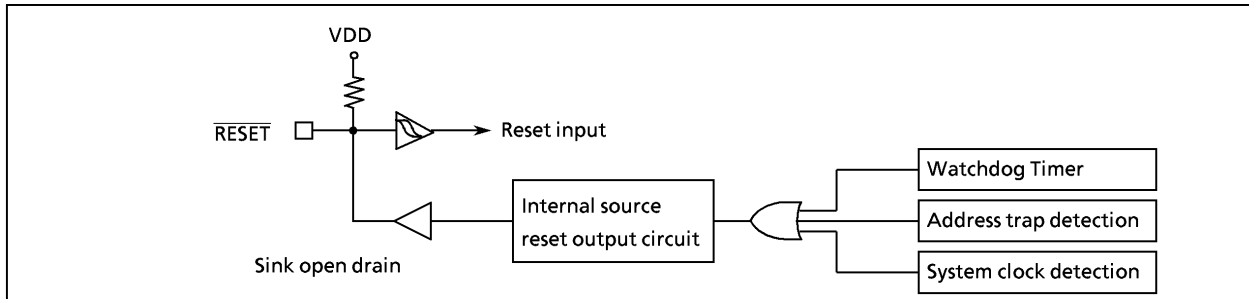 VDD
RESET
Reset input
Watchdog Timer
Internal source
reset output circuit
Address trap detection
Sink open drain
System clock detection